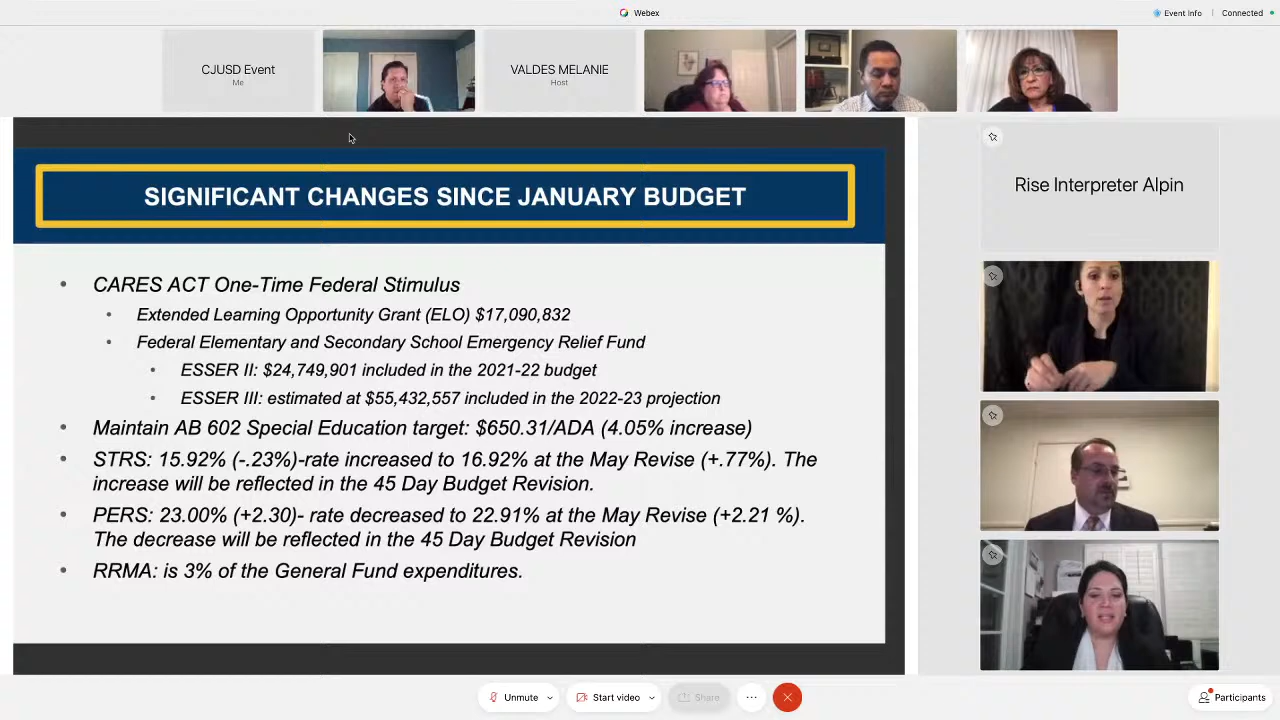 Webex
Event Info
Connected
CJUSD Event
Me
VALDES MELANIE
Host
Rise Interpreter Alpin
SIGNIFICANT CHANGES SINCE JANUARY BUDGET
• CARES ACT One-Time Federal Stimulus
• Extended Learning Opportunity Grant (ELO) $17,090,832
• Federal Elementary and Secondary School Emergency Relief Fund
• ESSER II: $24,749,901 included in the 2021-22 budget
• ESSER III: estimated at $55,432,557 included in the 2022-23 projection
• Maintain AB 602 Special Education target: $650.31/ADA (4.05% increase)
• STRS: 15.92% (-.23%)-rate increased to 16.92% at the May Revise (+.77%). The
increase will be reflected in the 45 Day Budget Revision.
• PERS: 23.00% (+2.30)- rate decreased to 22.91% at the May Revise (+2.21 %).
The decrease will be reflected in the 45 Day Budget Revision
• RRMA: is 3% of the General Fund expenditures.
Unmute
Start video
Share
Participants